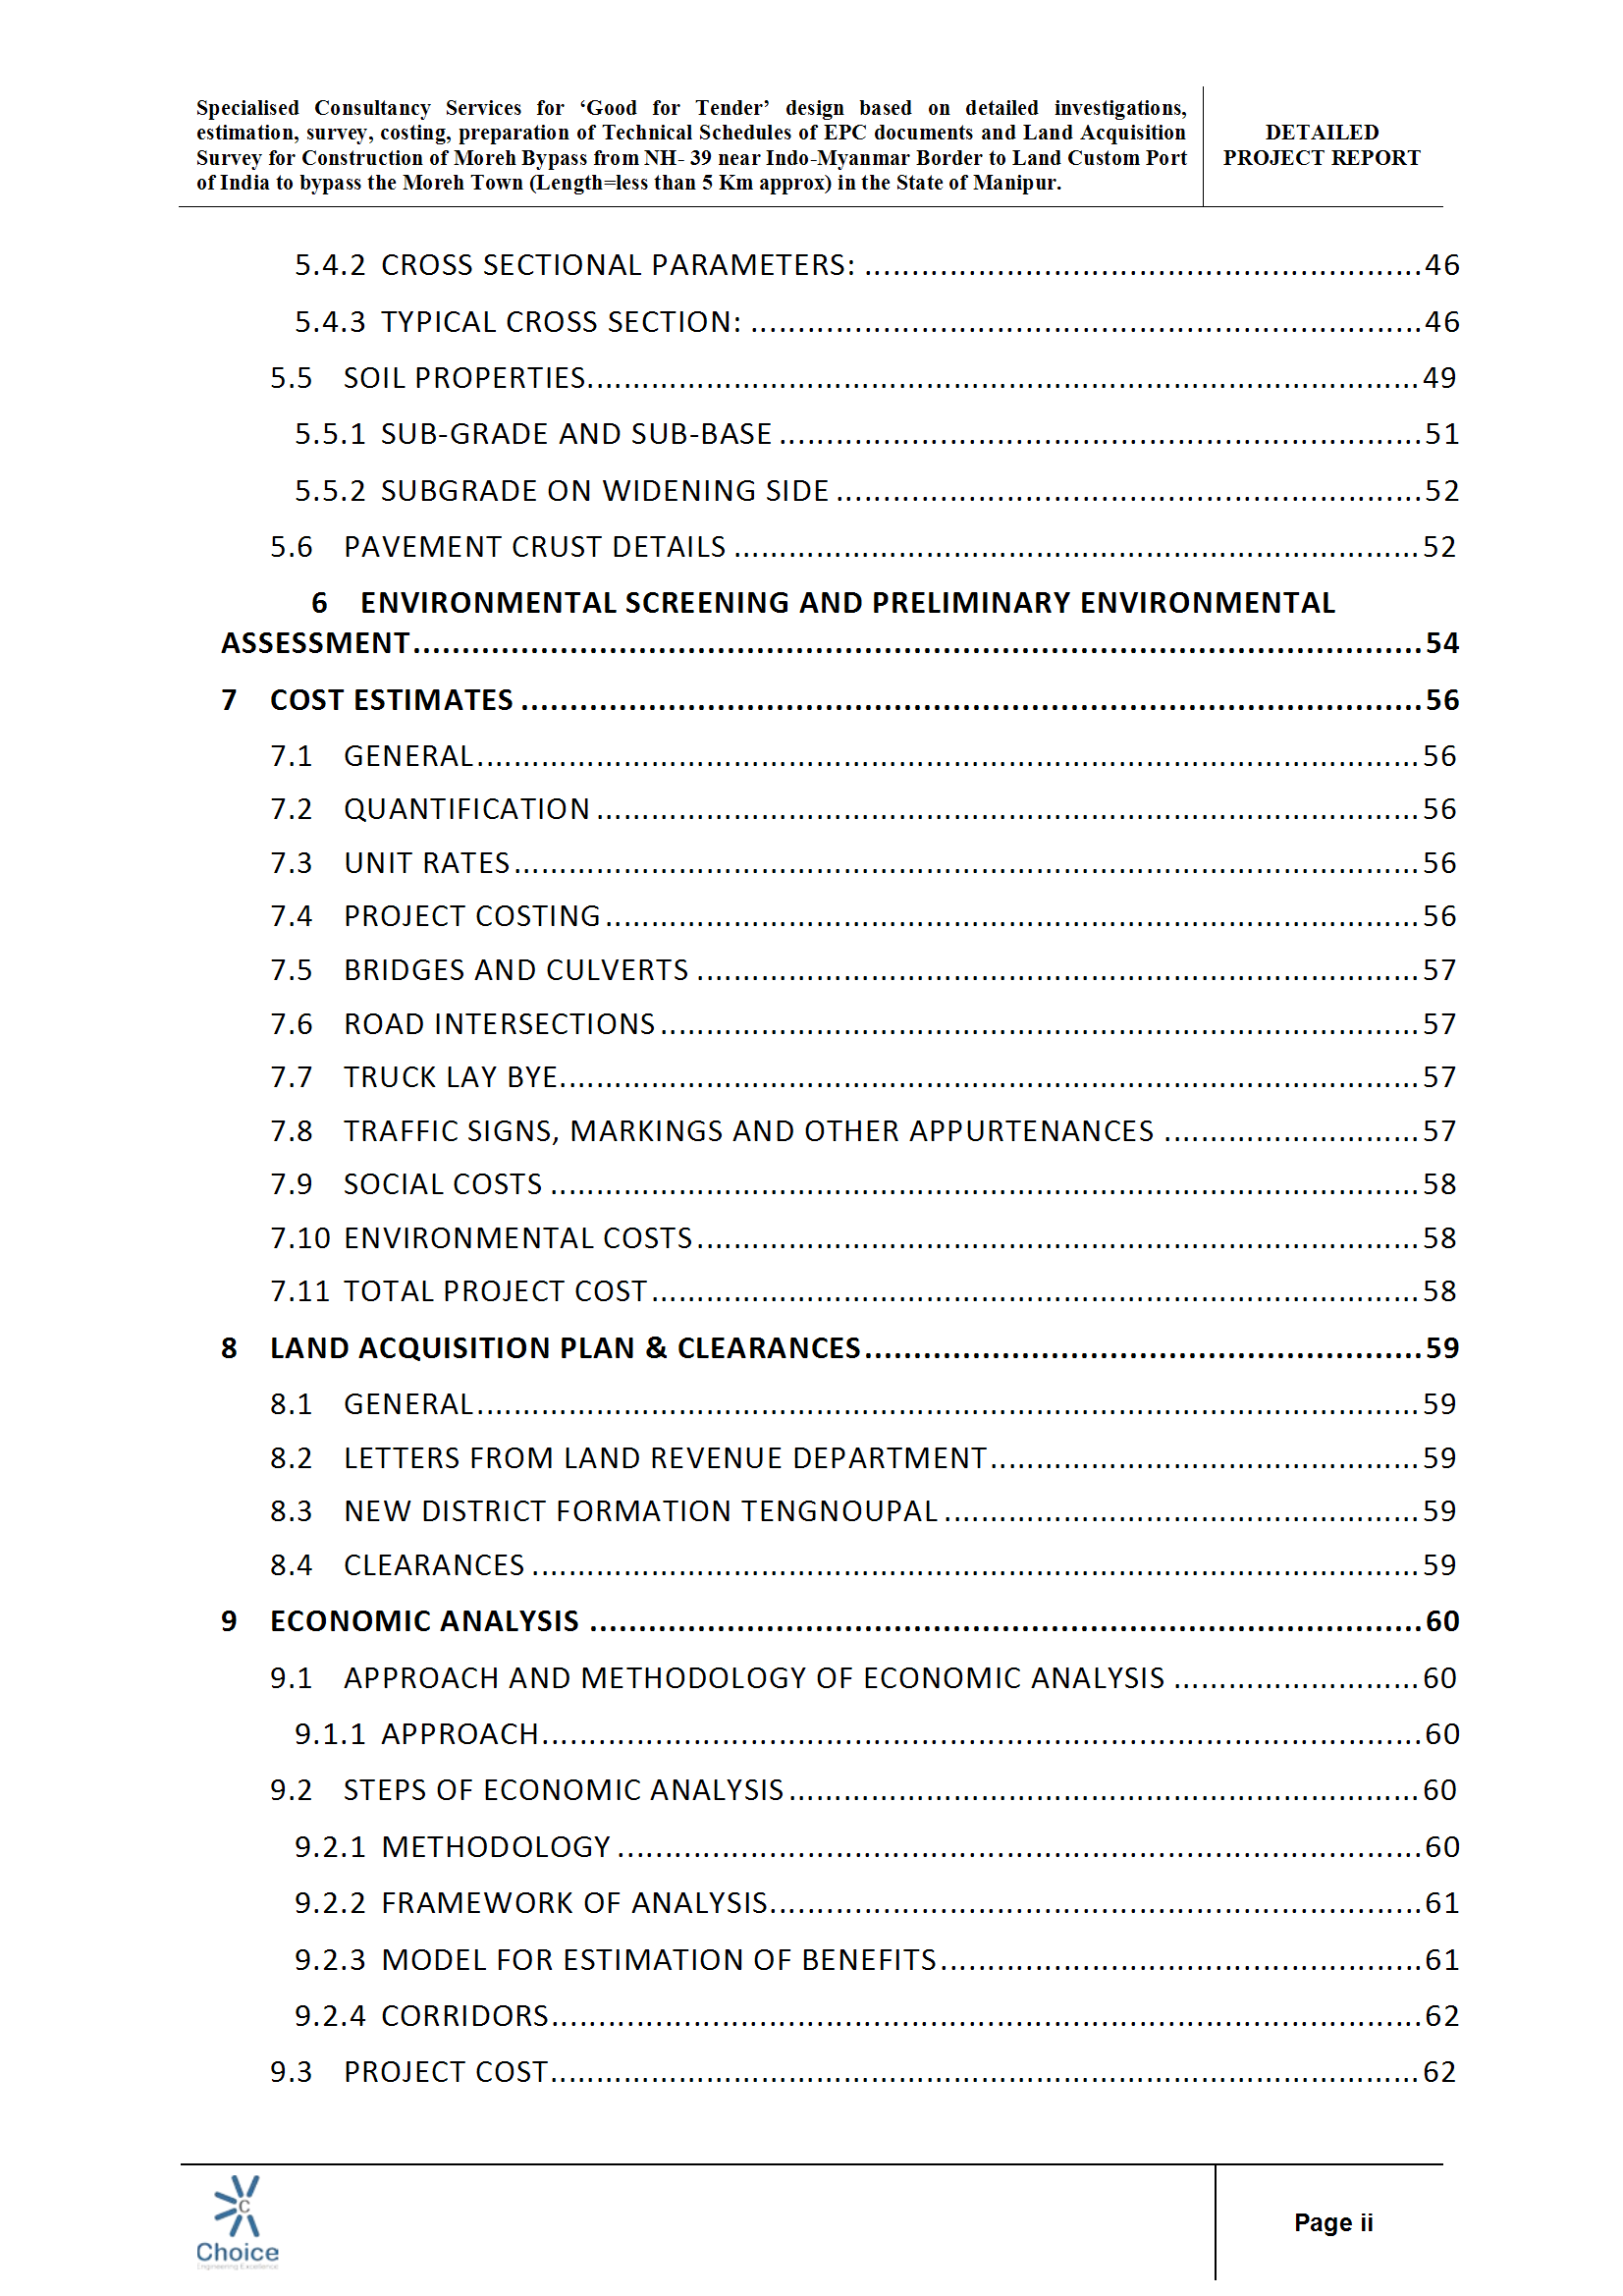 Specialised Consultancy Services for ‘Good for Tender’ design based on detailed investigations,
estimation, survey, costing, preparation of Technical Schedules of EPC documents and Land Acquisition
Survey for Construction of Moreh Bypass from NH- 39 near Indo-Myanmar Border to Land Custom Port
of India to bypass the Moreh Town (Length=less than 5 Km approx) in the State of Manipur.
DETAILED
PROJECT REPORT
5.4.2 CROSS SECTIONAL PARAMETERS: ........ 46
5.4.3 TYPICAL CROSS SECTION: ........ 46
5.5 SOIL PROPERTIES ........ 49
5.5.1 SUB-GRADE AND SUB-BASE ........ 51
5.5.2 SUBGRADE ON WIDENING SIDE ........ 52
5.6 PAVEMENT CRUST DETAILS ........ 52
6 ENVIRONMENTAL SCREENING AND PRELIMINARY ENVIRONMENTAL
ASSESSMENT ........ 54
7 COST ESTIMATES ........ 56
7.1 GENERAL ........ 56
7.2 QUANTIFICATION ........ 56
7.3 UNIT RATES ........ 56
7.4 PROJECT COSTING ........ 56
7.5 BRIDGES AND CULVERTS ........ 57
7.6 ROAD INTERSECTIONS ........ 57
7.7 TRUCK LAY BYE ........ 57
7.8 TRAFFIC SIGNS, MARKINGS AND OTHER APPURTENANCES ........ 57
7.9 SOCIAL COSTS ........ 58
7.10 ENVIRONMENTAL COSTS ........ 58
7.11 TOTAL PROJECT COST ........ 58
8 LAND ACQUISITION PLAN & CLEARANCES ........ 59
8.1 GENERAL ........ 59
8.2 LETTERS FROM LAND REVENUE DEPARTMENT ........ 59
8.3 NEW DISTRICT FORMATION TENGNOUPAL ........ 59
8.4 CLEARANCES ........ 59
9 ECONOMIC ANALYSIS ........ 60
9.1 APPROACH AND METHODOLOGY OF ECONOMIC ANALYSIS ........ 60
9.1.1 APPROACH ........ 60
9.2 STEPS OF ECONOMIC ANALYSIS ........ 60
9.2.1 METHODOLOGY ........ 60
9.2.2 FRAMEWORK OF ANALYSIS ........ 61
9.2.3 MODEL FOR ESTIMATION OF BENEFITS ........ 61
9.2.4 CORRIDORS ........ 62
9.3 PROJECT COST ........ 62
C
Choice
Engineering Excellence
Page ii